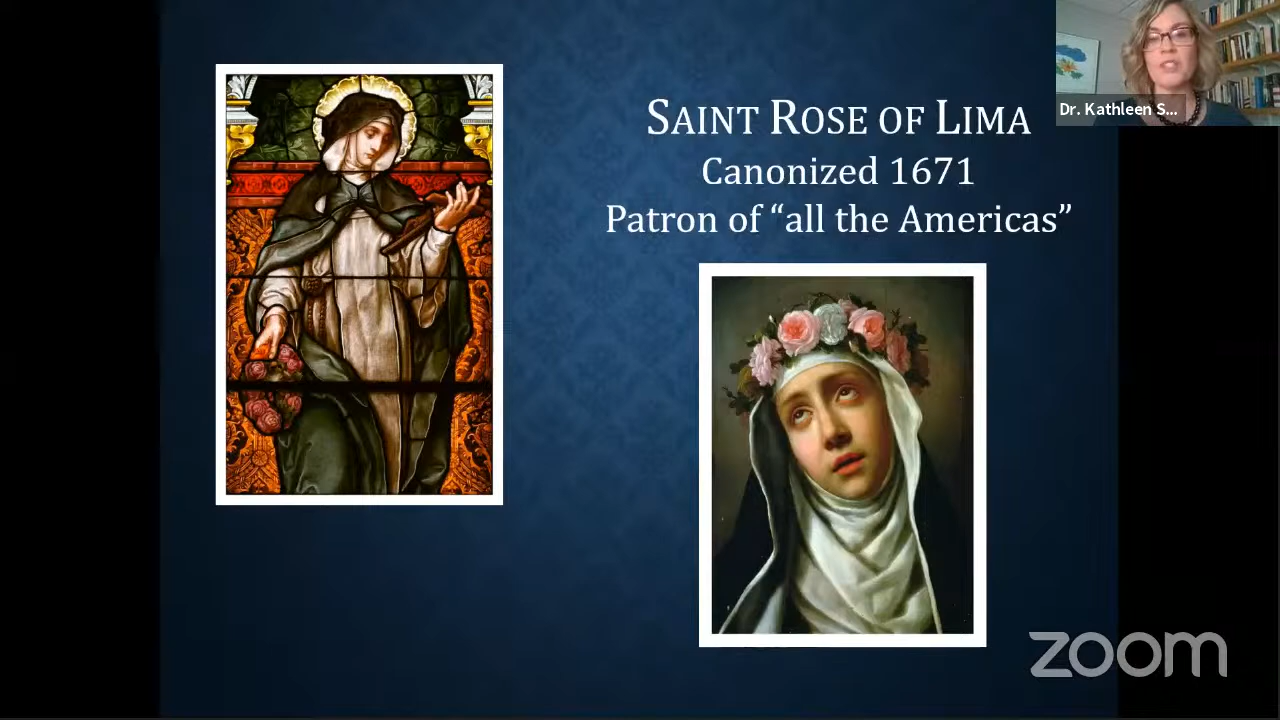 SAINT ROSE OF LIMA
Canonized 1671
Patron of “all the Americas”
Dr. Kathleen S...
zoom